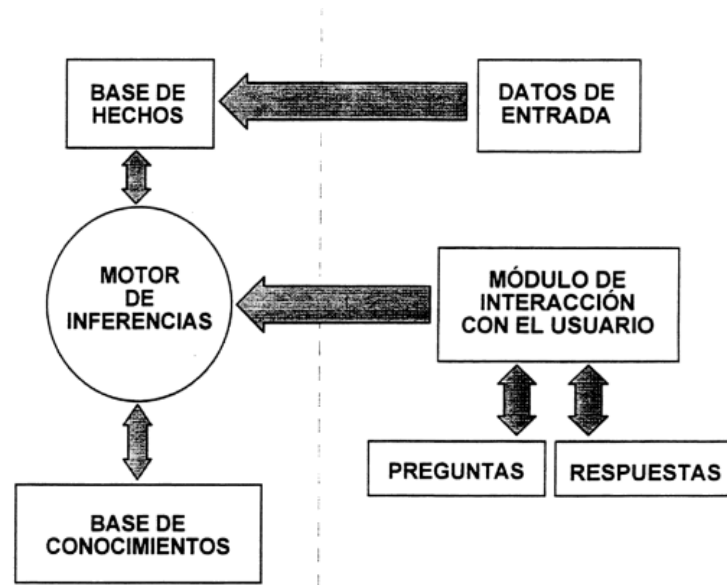 BASE DE
HECHOS
DATOS DE
ENTRADA
MOTOR
DE
INFERENCIAS
MÓDULO DE
INTERACCIÓN
CON EL USUARIO
PREGUNTAS
RESPUESTAS
BASE DE
CONOCIMIENTOS